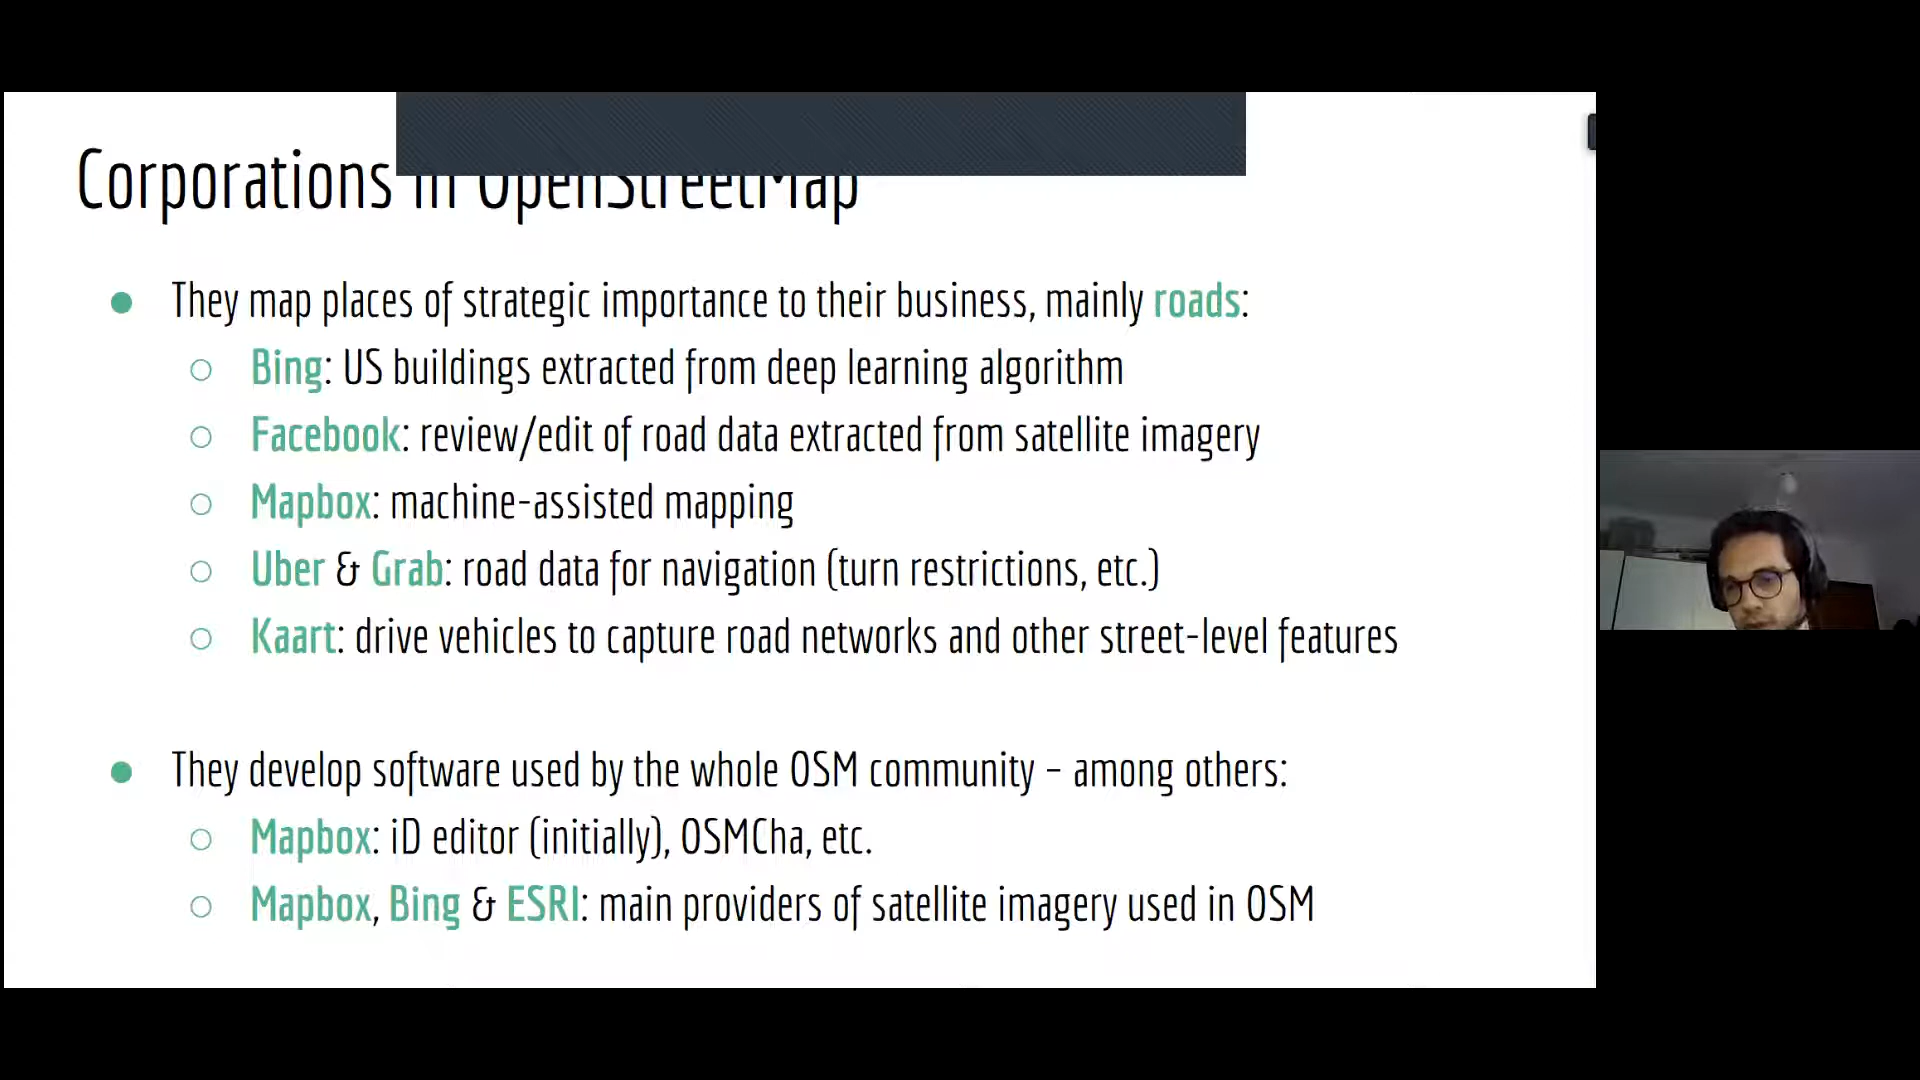 Corporations in OpenStreetMap
They map places of strategic importance to their business, mainly roads:
Bing: US buildings extracted from deep learning algorithm
Facebook: review/edit of road data extracted from satellite imagery
Mapbox: machine-assisted mapping
Uber & Grab: road data for navigation (turn restrictions, etc.)
Kaart: drive vehicles to capture road networks and other street-level features
They develop software used by the whole OSM community – among others:
Mapbox: iD editor (initially), OSMCha, etc.
Mapbox, Bing & ESRI: main providers of satellite imagery used in OSM